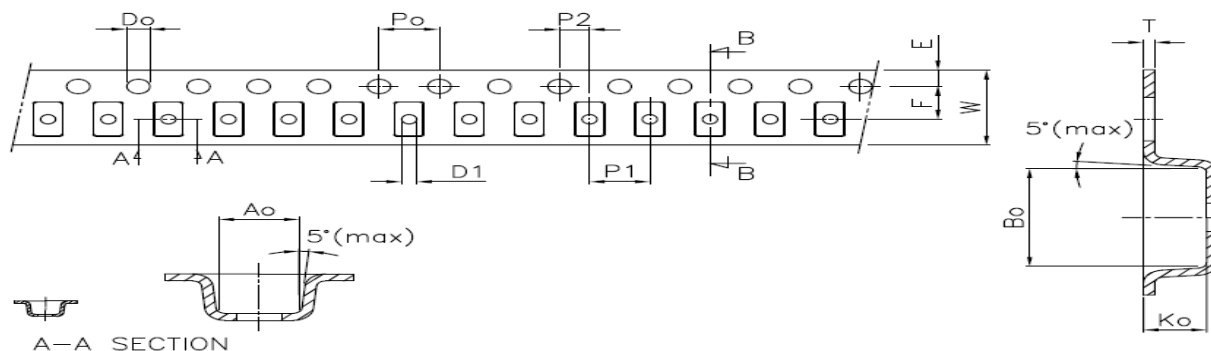 Do
Po
P2
B
E
T
F
W
5°(max)
A
A
D1
P1
B
Ao
5°(max)
Bo
Ko
A-A SECTION